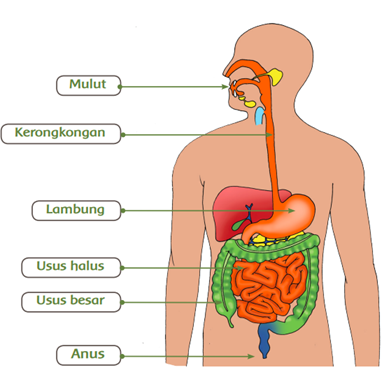 Mulut
Kerongkongan
Lambung
Usus halus
Usus besar
Anus